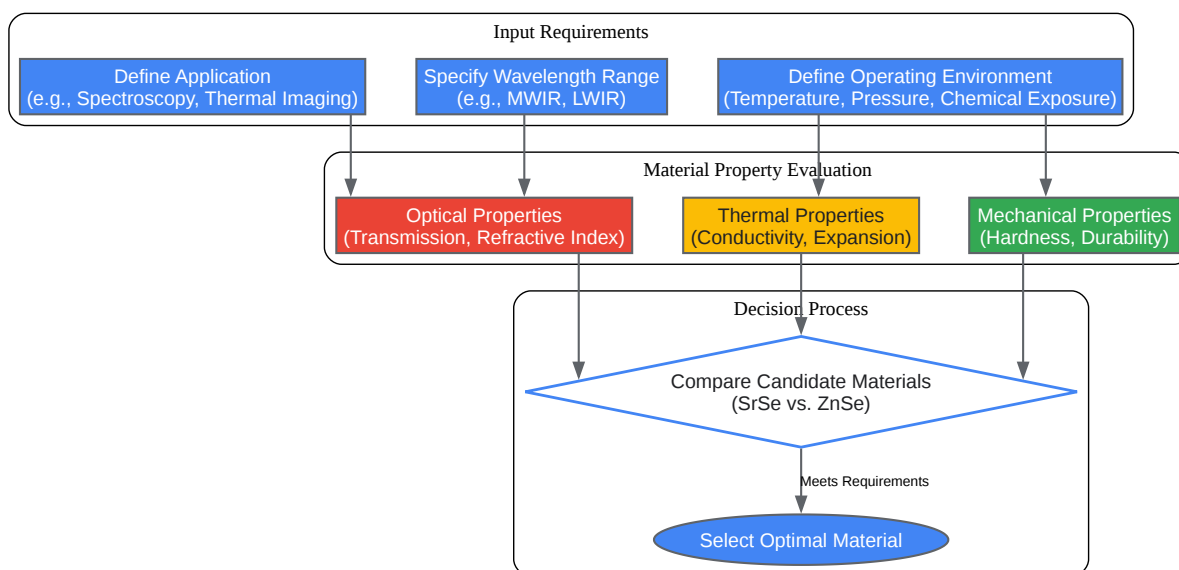 Input Requirements
Define Application
(e.g., Spectroscopy, Thermal Imaging)
Specify Wavelength Range
(e.g., MWIR, LWIR)
Define Operating Environment
(Temperature, Pressure, Chemical Exposure)
Material Property Evaluation
Optical Properties
(Transmission, Refractive Index)
Thermal Properties
(Conductivity, Expansion)
Mechanical Properties
(Hardness, Durability)
Decision Process
Compare Candidate Materials
(SrSe vs. ZnSe)
Meets Requirements
Select Optimal Material